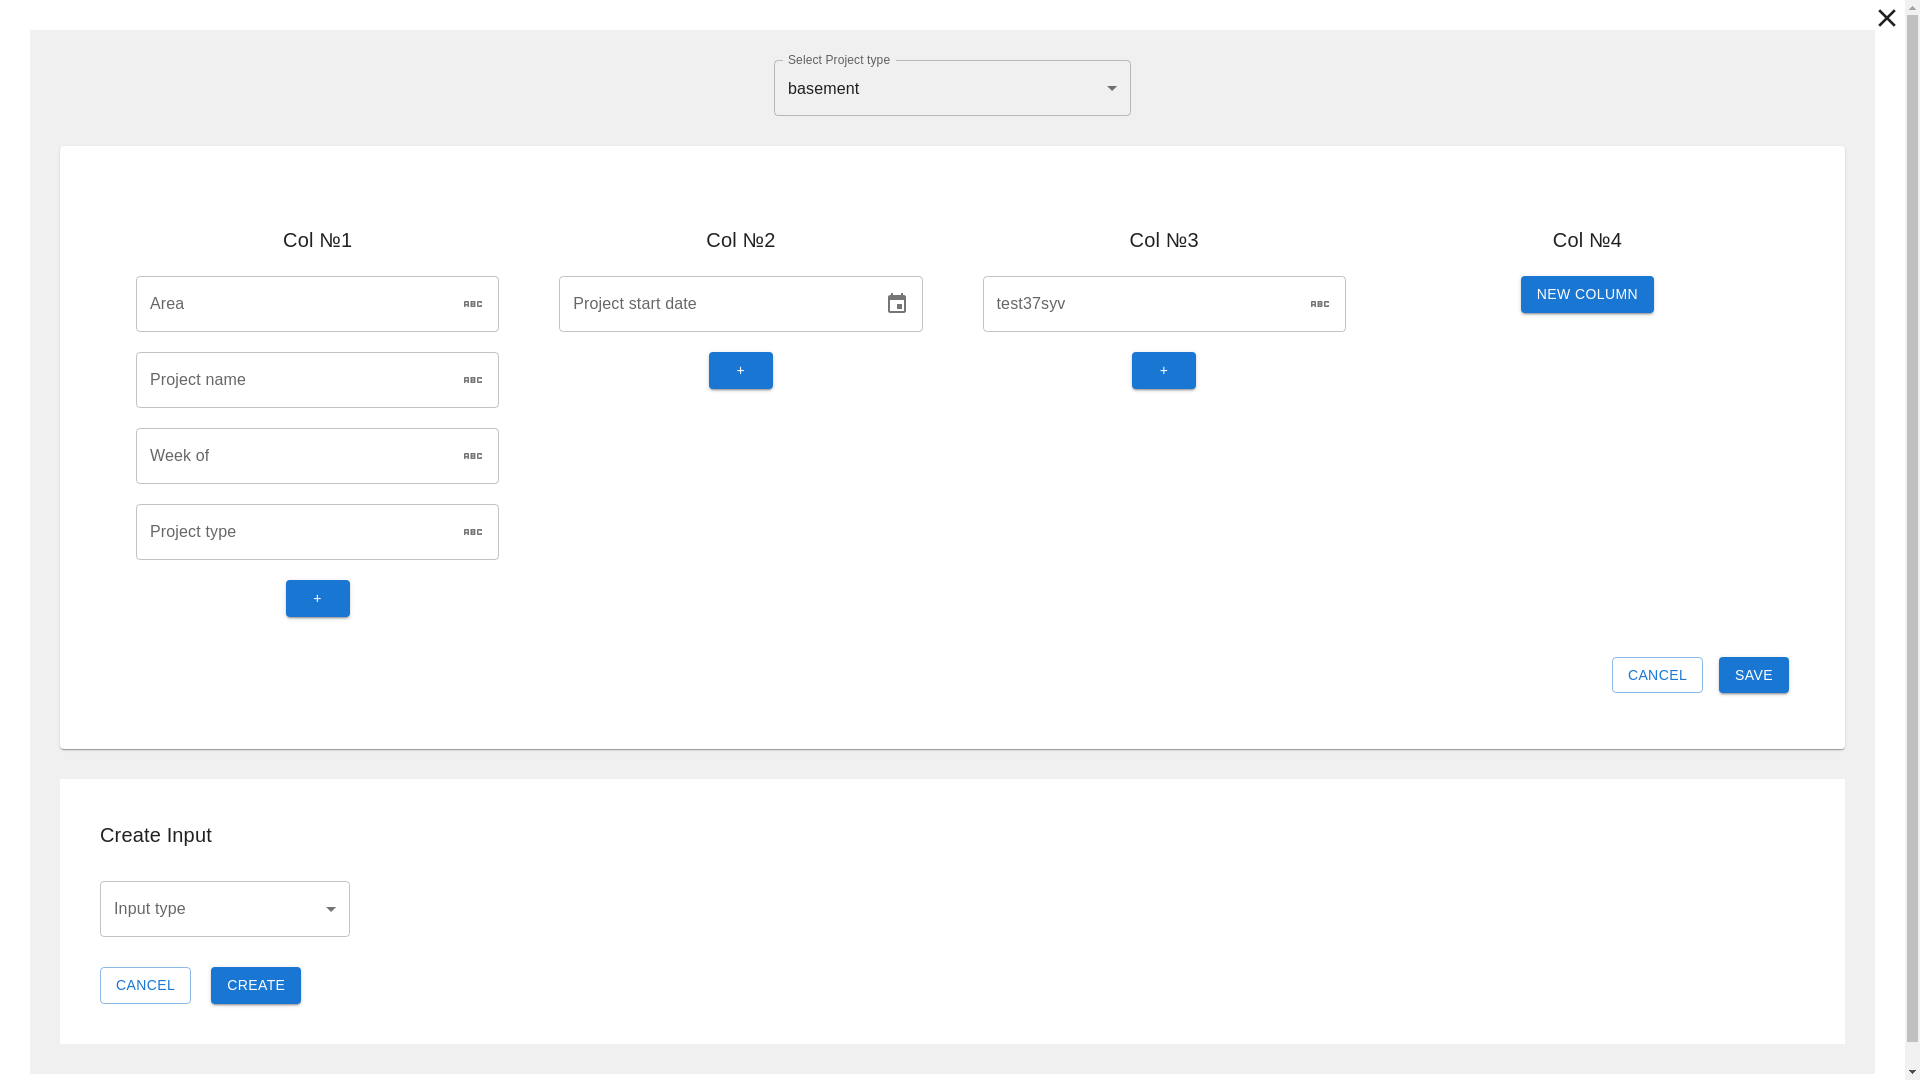 Select Project type
basement
Col №1
Col №2
Col №3
Col №4
Area
ABC
Project start date
test37syv
ABC
NEW COLUMN
Project name
ABC
+
+
Week of
ABC
Project type
ABC
+
CANCEL
SAVE
Create Input
Input type
CANCEL
CREATE